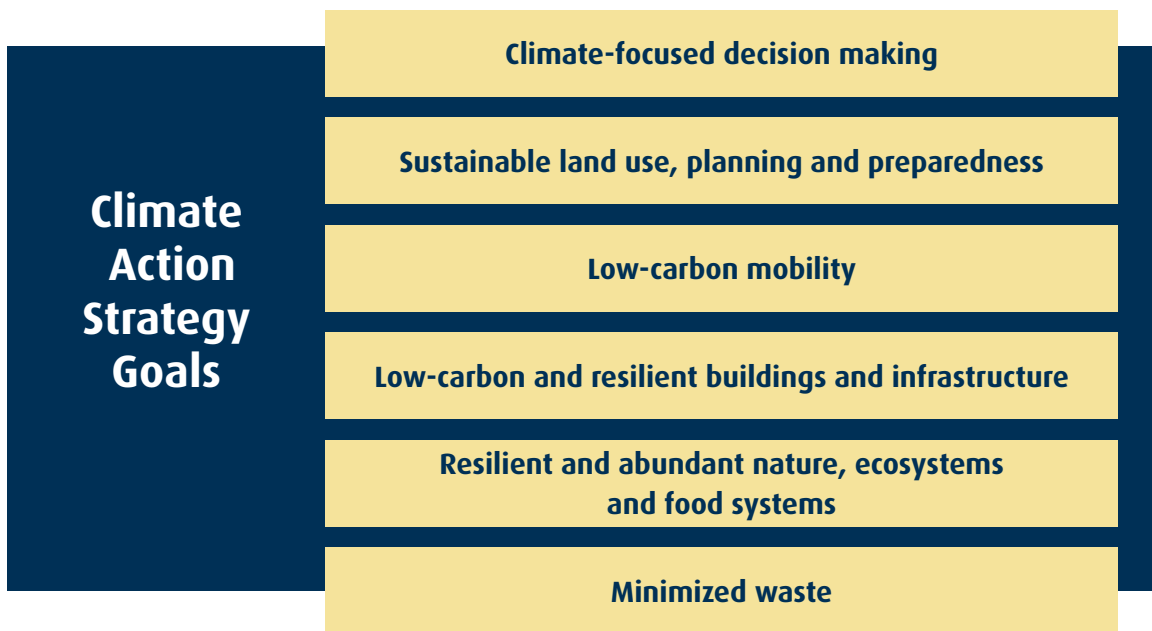 Climate
Action
Strategy
Goals
Climate-focused decision making
Sustainable land use, planning and preparedness
Low-carbon mobility
Low-carbon and resilient buildings and infrastructure
Resilient and abundant nature, ecosystems
and food systems
Minimized waste